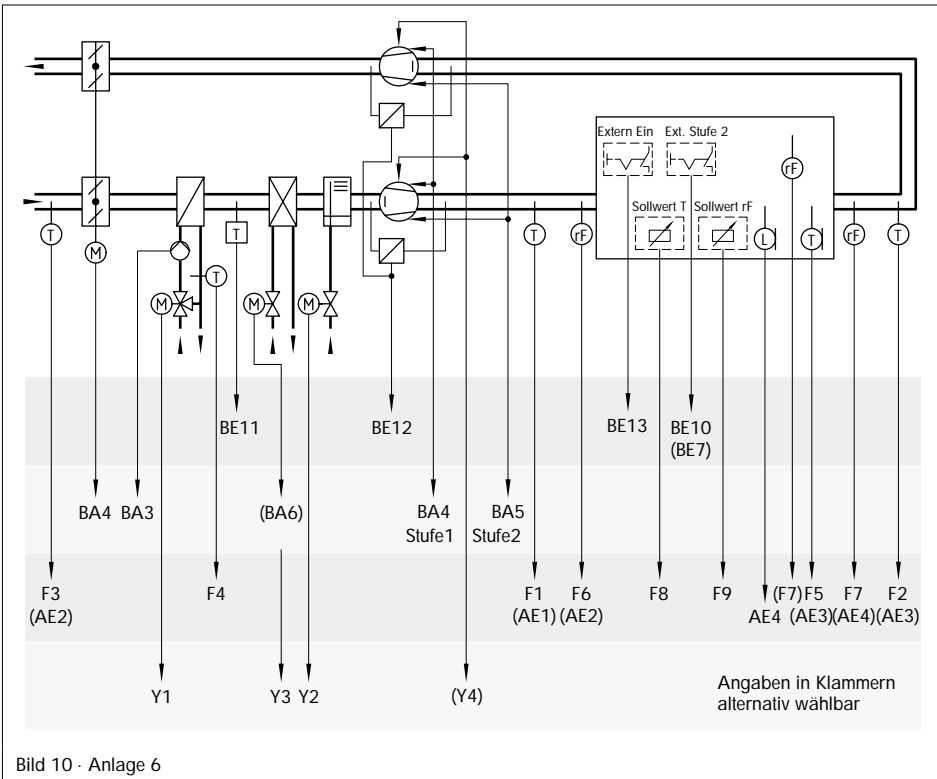 Extern Ein Ext. Stufe 2
rF
Sollwert T Sollwert rF
T M T rF L T rF T
T
M T M M
BE11 BE12 BE13 BE10
(BE7)
BA4 BA3 (BA6) BA4 BA5
Stufe1 Stufe2
F3 F4 F1 F6 F8 F9 (F7) F5 F7 F2
(AE2) (AE1) (AE2) AE4 (AE3) (AE4) (AE3)
Y1 Y3 Y2 (Y4)
Angaben in Klammern
alternativ wählbar
Bild 10 · Anlage 6